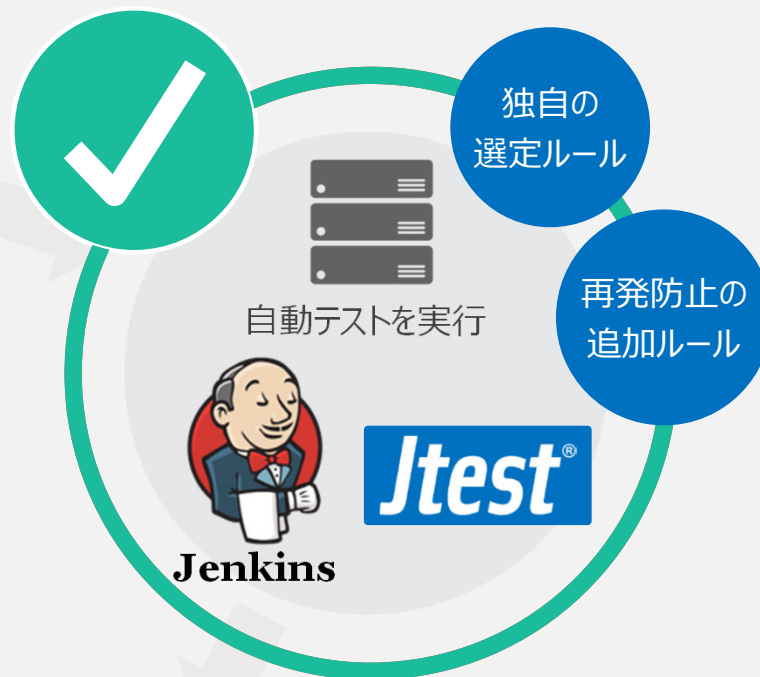 独自の
選定ルール
再発防止の
追加ルール
自動テストを実行
Jtest®
Jenkins